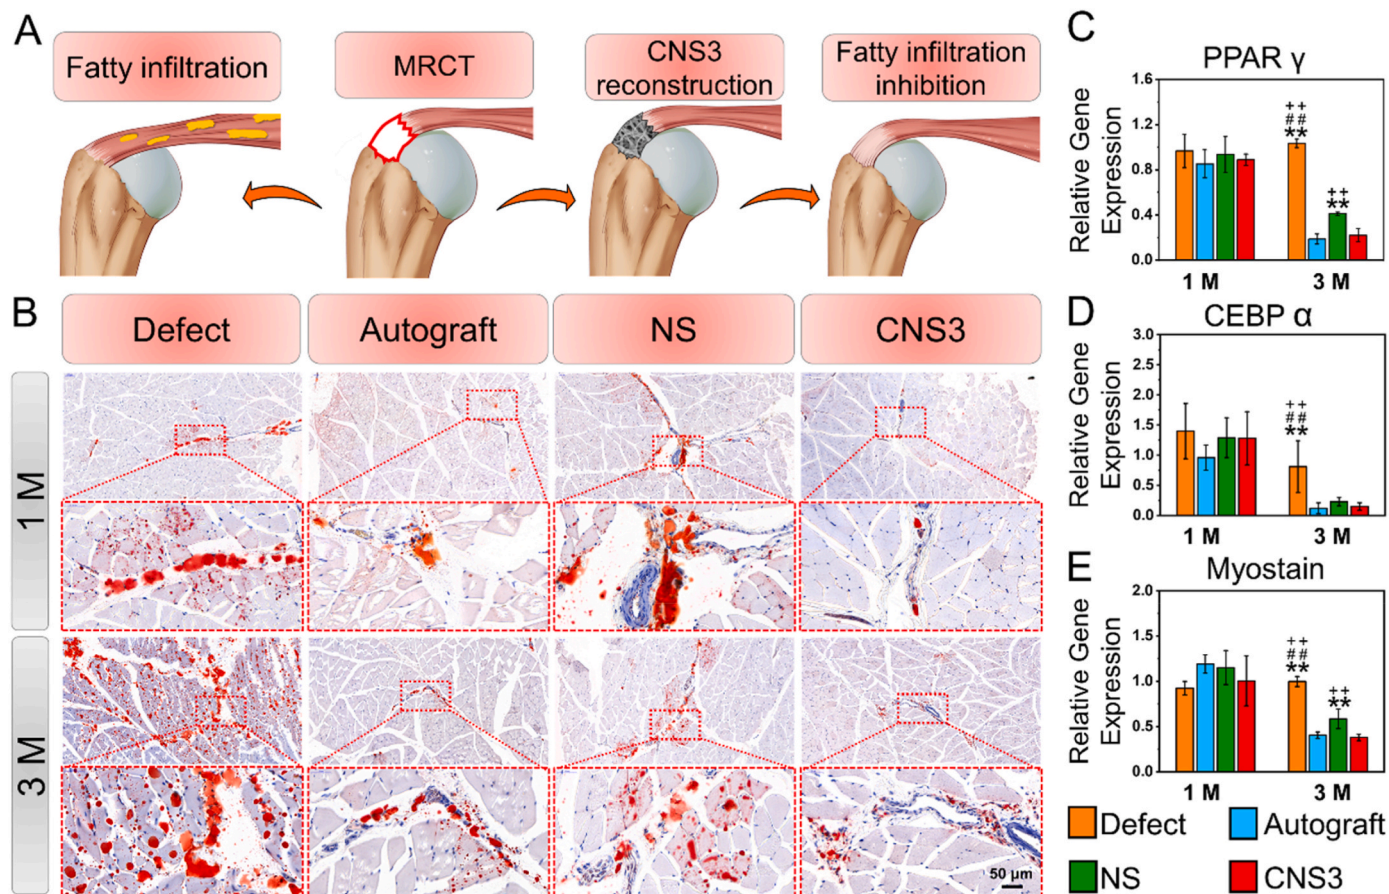 A
Fatty infiltration
MRCT
CNS3
reconstruction
Fatty infiltration
inhibition
B
Defect
Autograft
NS
CNS3
1 M
3 M
50 μm
C
PPAR γ
Relative Gene
Expression
1.6
1.2
0.8
0.4
0.0
++
##
**
++
**
1 M
3 M
D
CEBP α
Relative Gene
Expression
3.0
2.5
2.0
1.5
1.0
0.5
0.0
++
##
**
1 M
3 M
E
Myostain
Relative Gene
Expression
2.0
1.5
1.0
0.5
0.0
++
##
**
++
**
1 M
3 M
Defect
Autograft
NS
CNS3